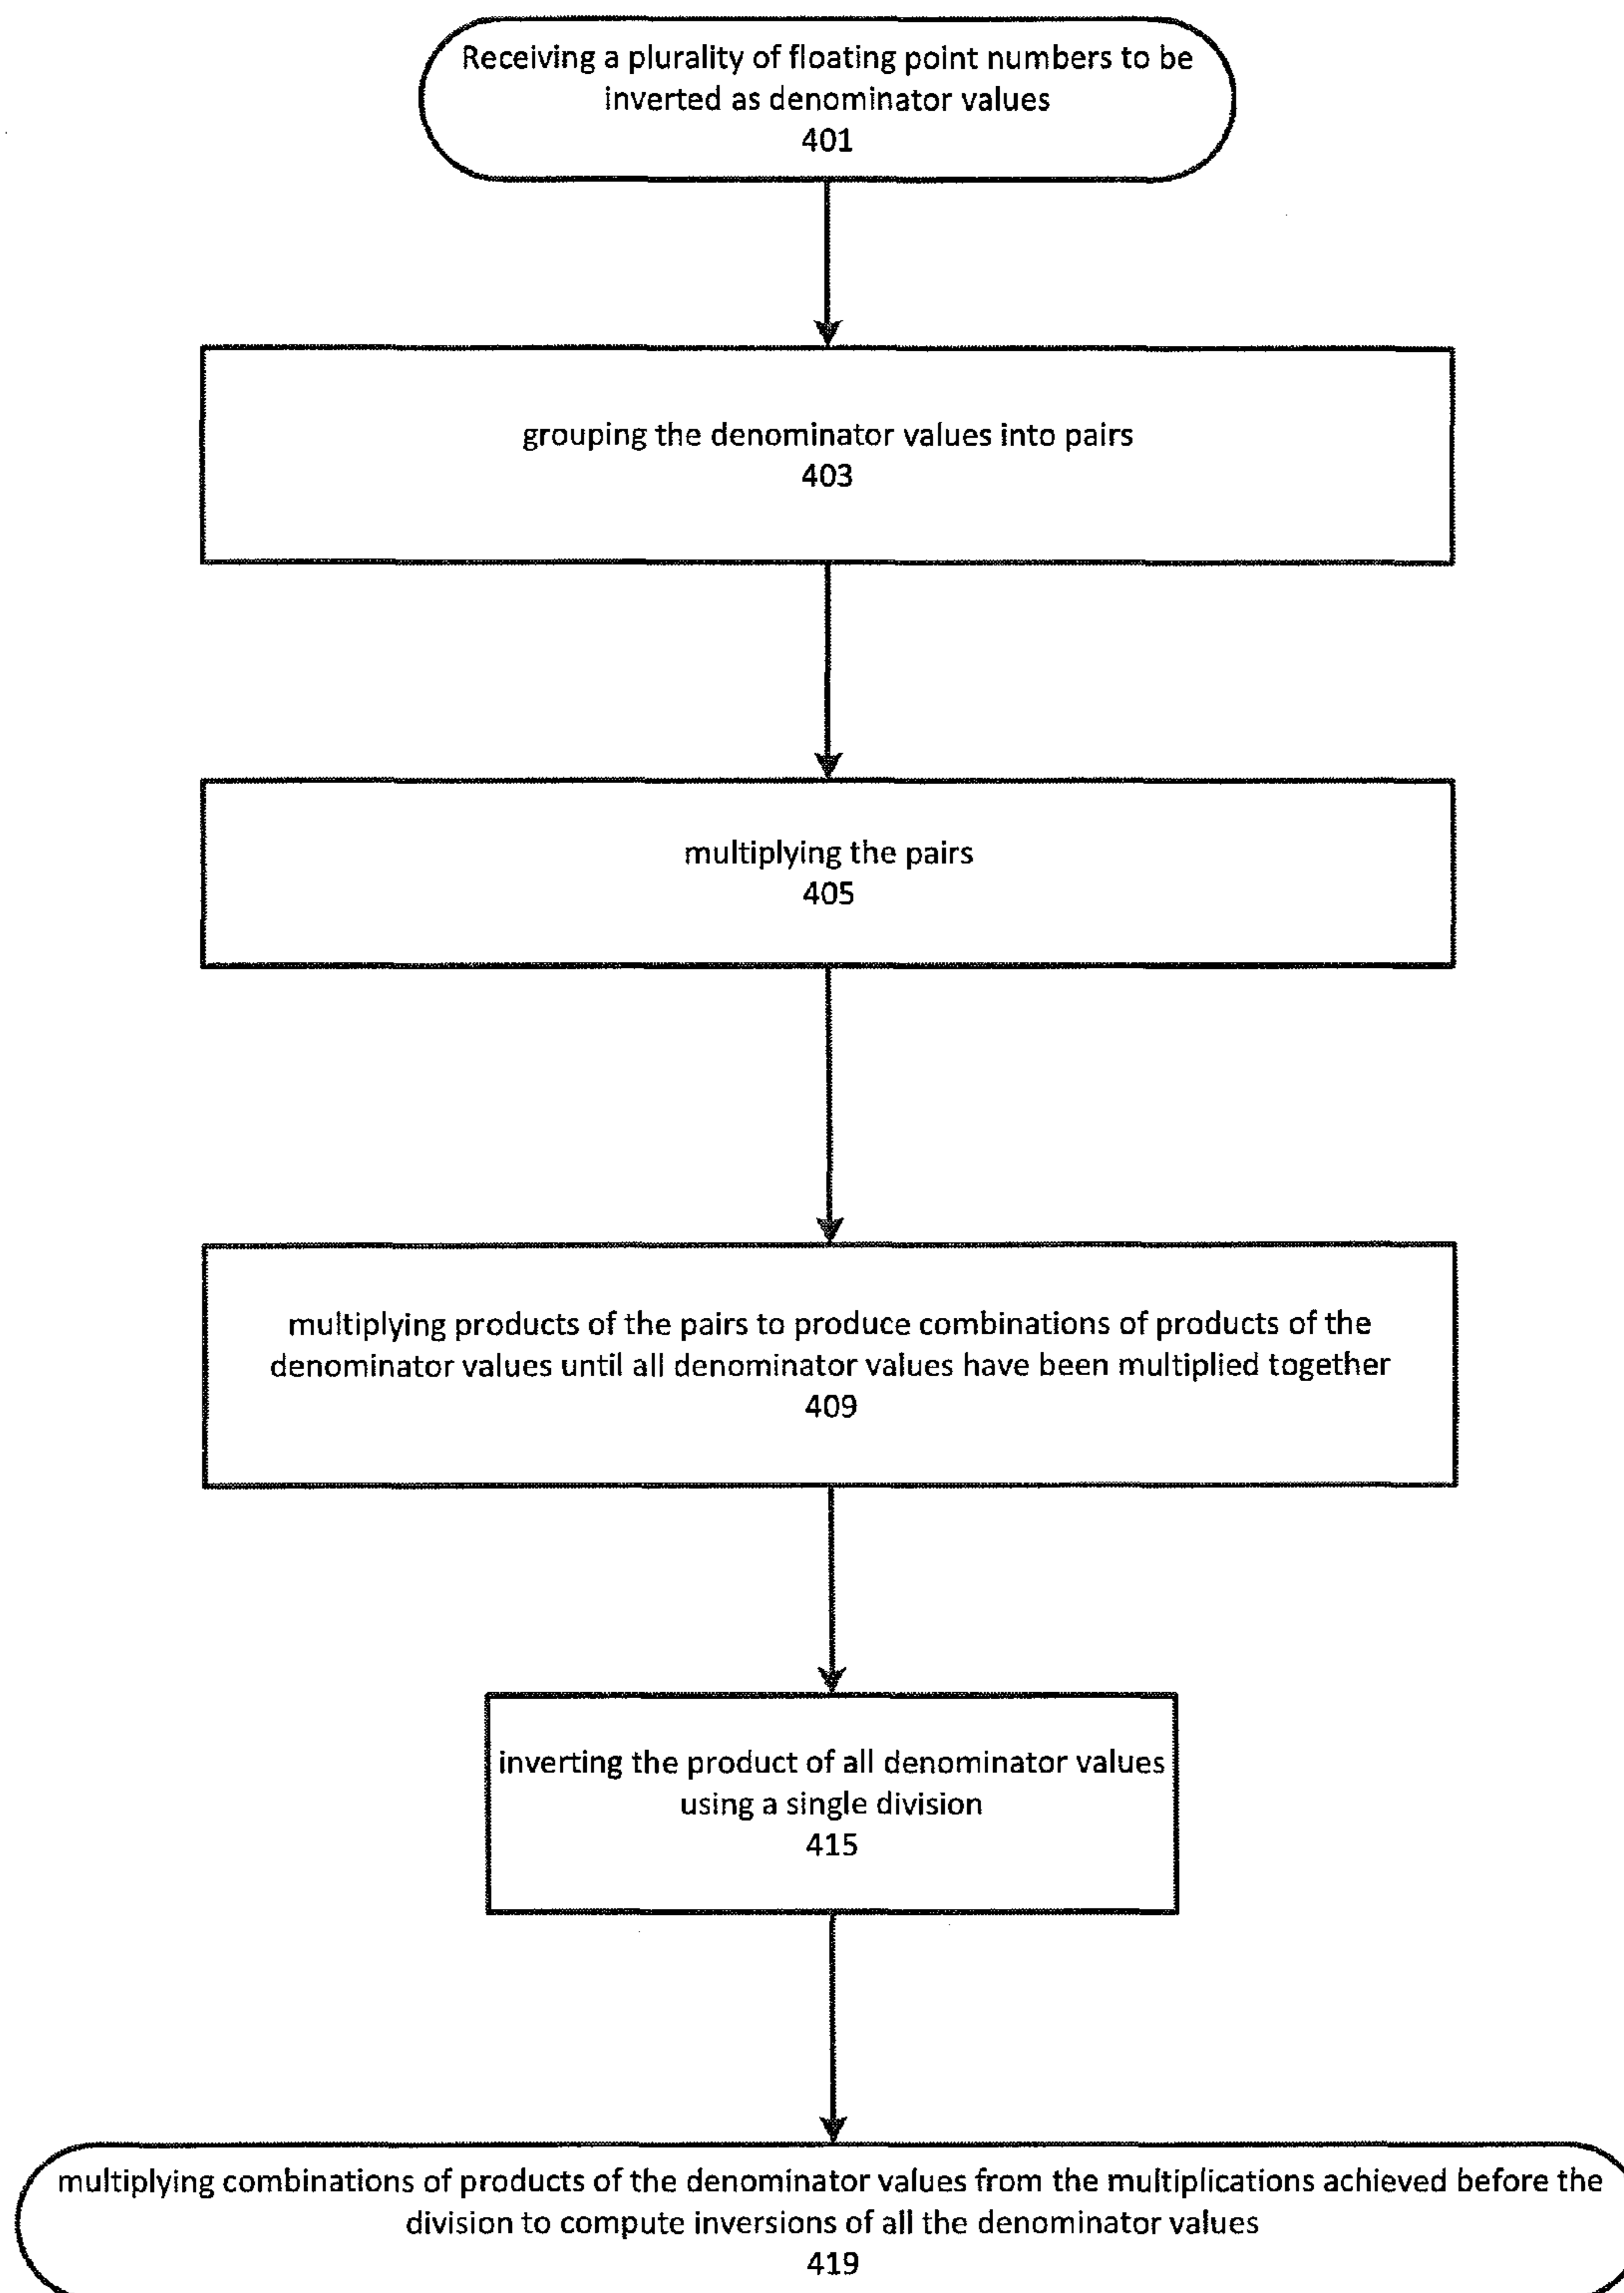 Receiving a plurality of floating point numbers to be
inverted as denominator values
401
grouping the denominator values into pairs
403
multiplying the pairs
405
multiplying products of the pairs to produce combinations of products of the
denominator values until all denominator values have been multiplied together
409
inverting the product of all denominator values
using a single division
415
multiplying combinations of products of the denominator values from the multiplications achieved before the
division to compute inversions of all the denominator values
419